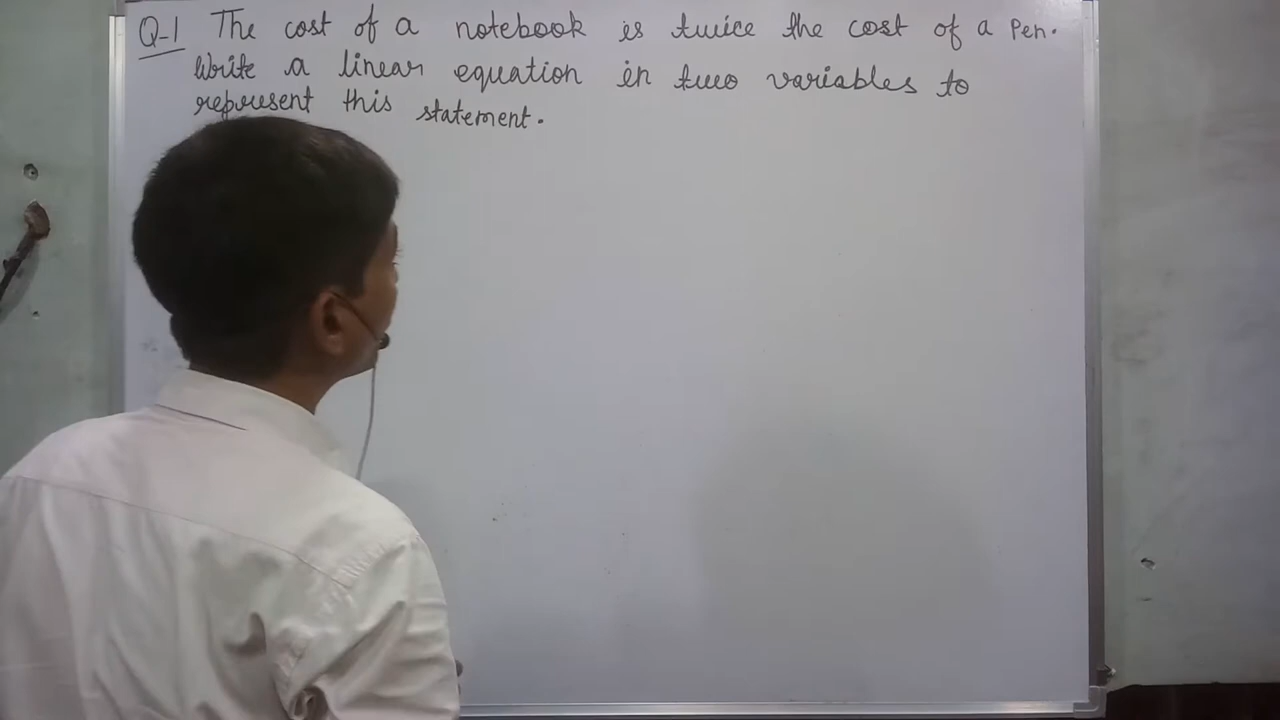 Q-1 The cost of a notebook is twice the cost of a Pen.
Write a linear equation in two variables to
represent this statement.